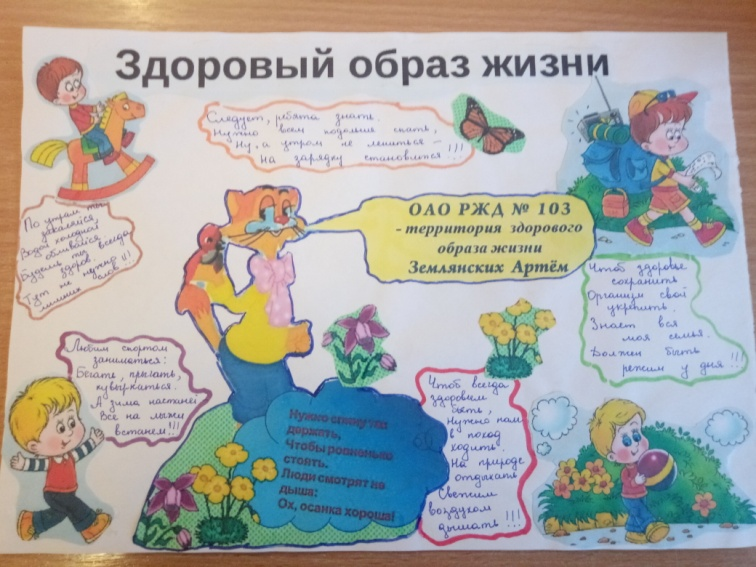 Здоровый образ жизни
Следует, ребята знать.
Нужно всем подольше спать,
Ну, а утром не лениться –
На зарядку становиться!!!
ОАО РЖД № 103
- территория здорового
образа жизни
Землянских Артём
По утрам ты
закаляйся,
Водой холодной
обливайся.
Будешь ты всегда
здоров.
Тут не нужно
лишних слов!!!
Чтоб здоровье
сохранить
Организм свой
укрепить.
Знает вся
моя семья.
Должен быть
режим у дня!!!
Любим спортом
заниматься:
Бегать, прыгать,
кувыркаться.
А зима настанет
Все на лыжи
встанем!!!
Нужно спину так
держать,
Чтобы ровненько
стоять.
Люди смотрят не
дыша:
Ох, осанка хороша!
Чтоб всегда
здоровым
быть,
Нужно нам
в поход
ходить.
На природе
отдыхать
Свежим
воздухом
дышать!!!